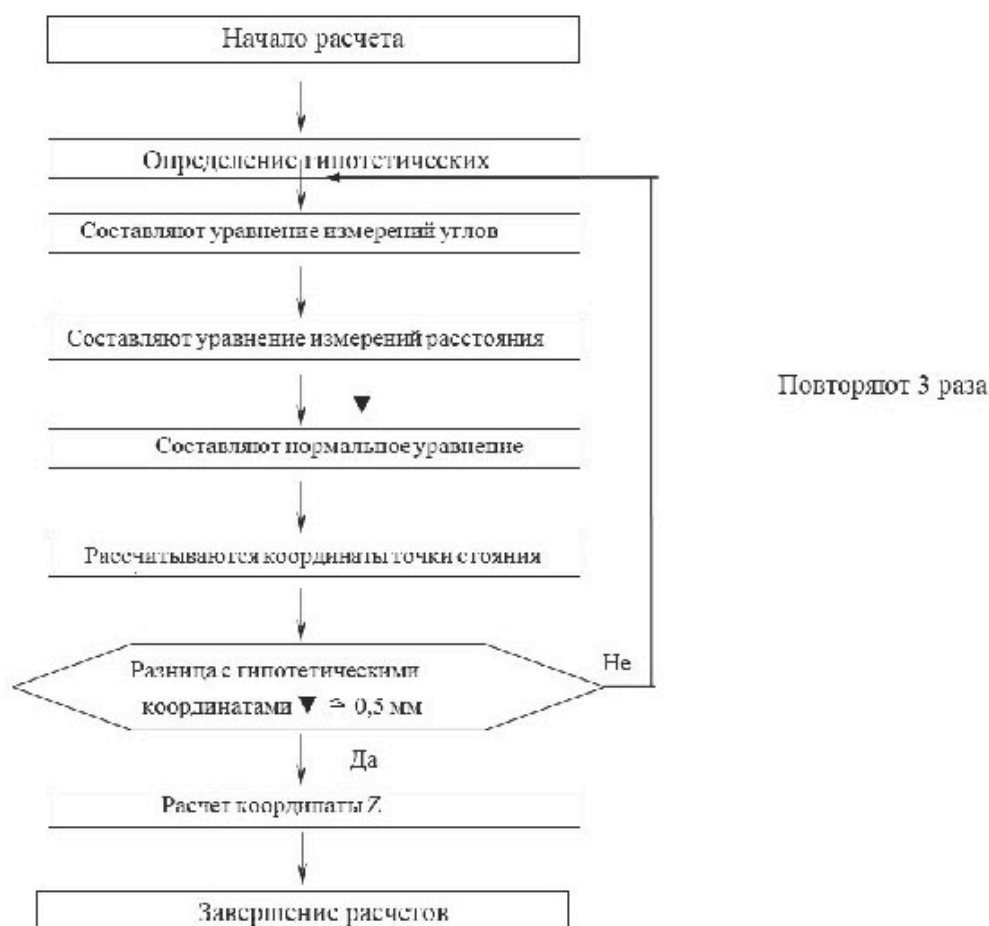 Начало расчета
Определение гипотетических
Составляют уравнение измерений углов
Составляют уравнение измерений расстояния
Повторяют 3 раза
▼
Составляют нормальное уравнение
Рассчитываются координаты точки стояния
Разница с гипотетическими
Не
координатами ▼ ≏ 0,5 мм
Да
Расчет координаты Z
Завершение расчетов